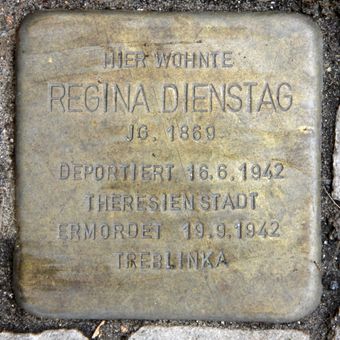 HIER WOHNTE
REGINA DIENSTAG
JG. 1869
DEPORTIERT 16.6.1942
THERESIENSTADT
ERMORDET 19.9.1942
TREBLINKA